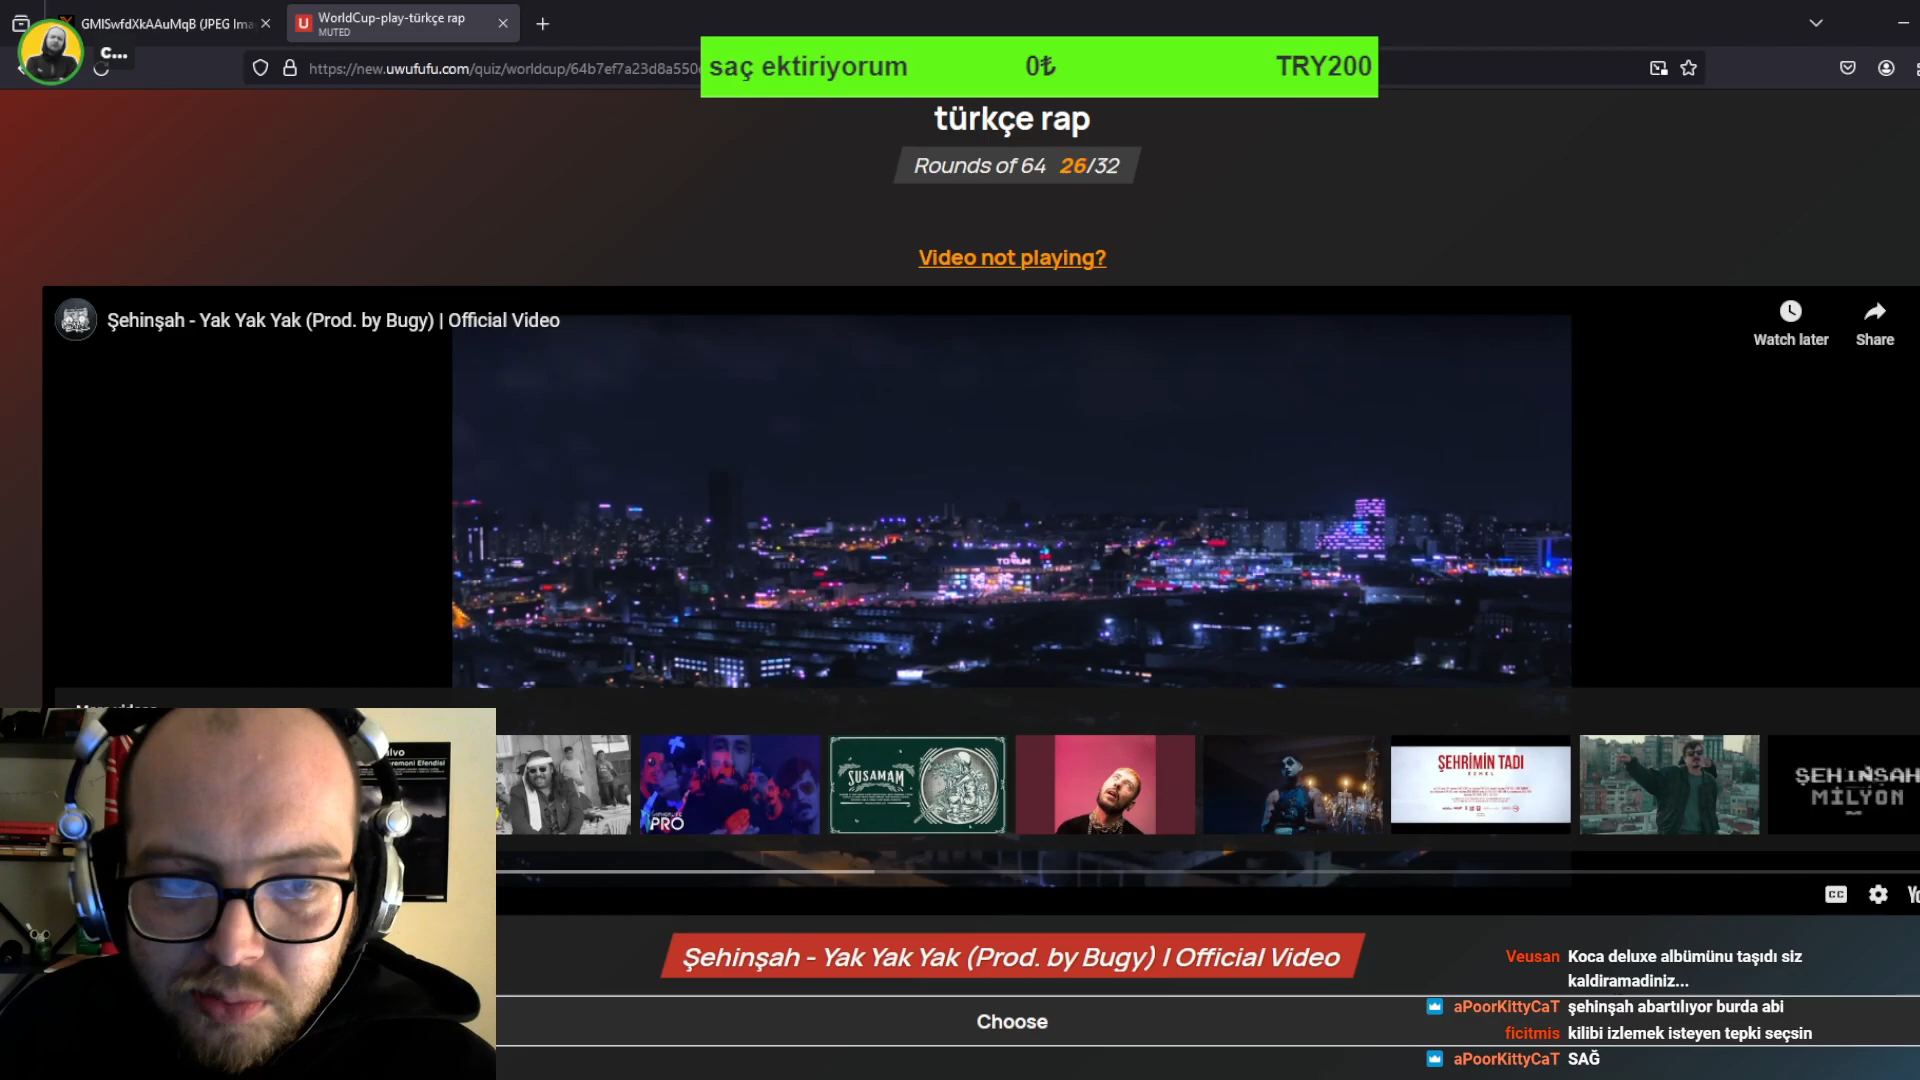 GMISwfdXkAAuMqB (JPEG Ima
WorldCup-play-türkçe rap
MUTED
c...
https://new.uwufufu.com/quiz/worldcup/64b7ef7a23d8a550
saç ektiriyorum 0₺ TRY200
türkçe rap
Rounds of 64 26/32
Video not playing?
Şehinşah - Yak Yak Yak (Prod. by Bugy) | Official Video
Watch later
Share
TORIUM
More videos
PRO
SUSAMAM
ŞEHRİMİN TADI
ŞEHINŞAH
MİLYON
CC
Şehinşah - Yak Yak Yak (Prod. by Bugy) | Official Video
Choose
Veusan Koca deluxe albümünu taşıdı siz
kaldiramadiniz...
aPoorKittyCaT şehinşah abartılıyor burda abi
ficitmis kilibi izlemek isteyen tepki seçsin
aPoorKittyCaT SAĞ